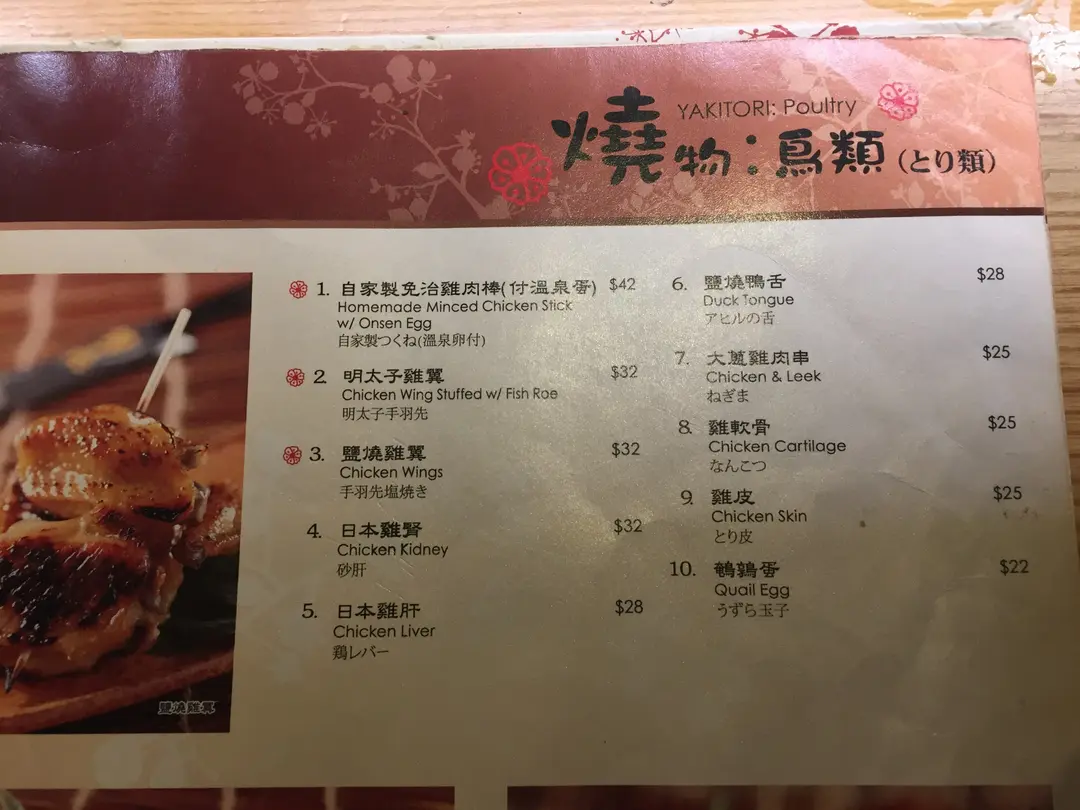 YAKITORI: Poultry
燒物：鳥類（とり類）
1. 自家製免治雞肉棒(付溫泉蛋) $42
Homemade Minced Chicken Stick
w/ Onsen Egg
自家製つくね(溫泉卵付)
2. 明太子雞翼 $32
Chicken Wing Stuffed w/ Fish Roe
明太子手羽先
3. 鹽燒雞翼 $32
Chicken Wings
手羽先塩焼き
4. 日本雞腎 $32
Chicken Kidney
砂肝
5. 日本雞肝 $28
Chicken Liver
鶏レバー
6. 鹽燒鴨舌 $28
Duck Tongue
アヒルの舌
7. 大蔥雞肉串 $25
Chicken & Leek
ねぎま
8. 雞軟骨 $25
Chicken Cartilage
なんこつ
9. 雞皮 $25
Chicken Skin
とり皮
10. 鵪鶉蛋 $22
Quail Egg
うずら玉子
鹽燒雞翼